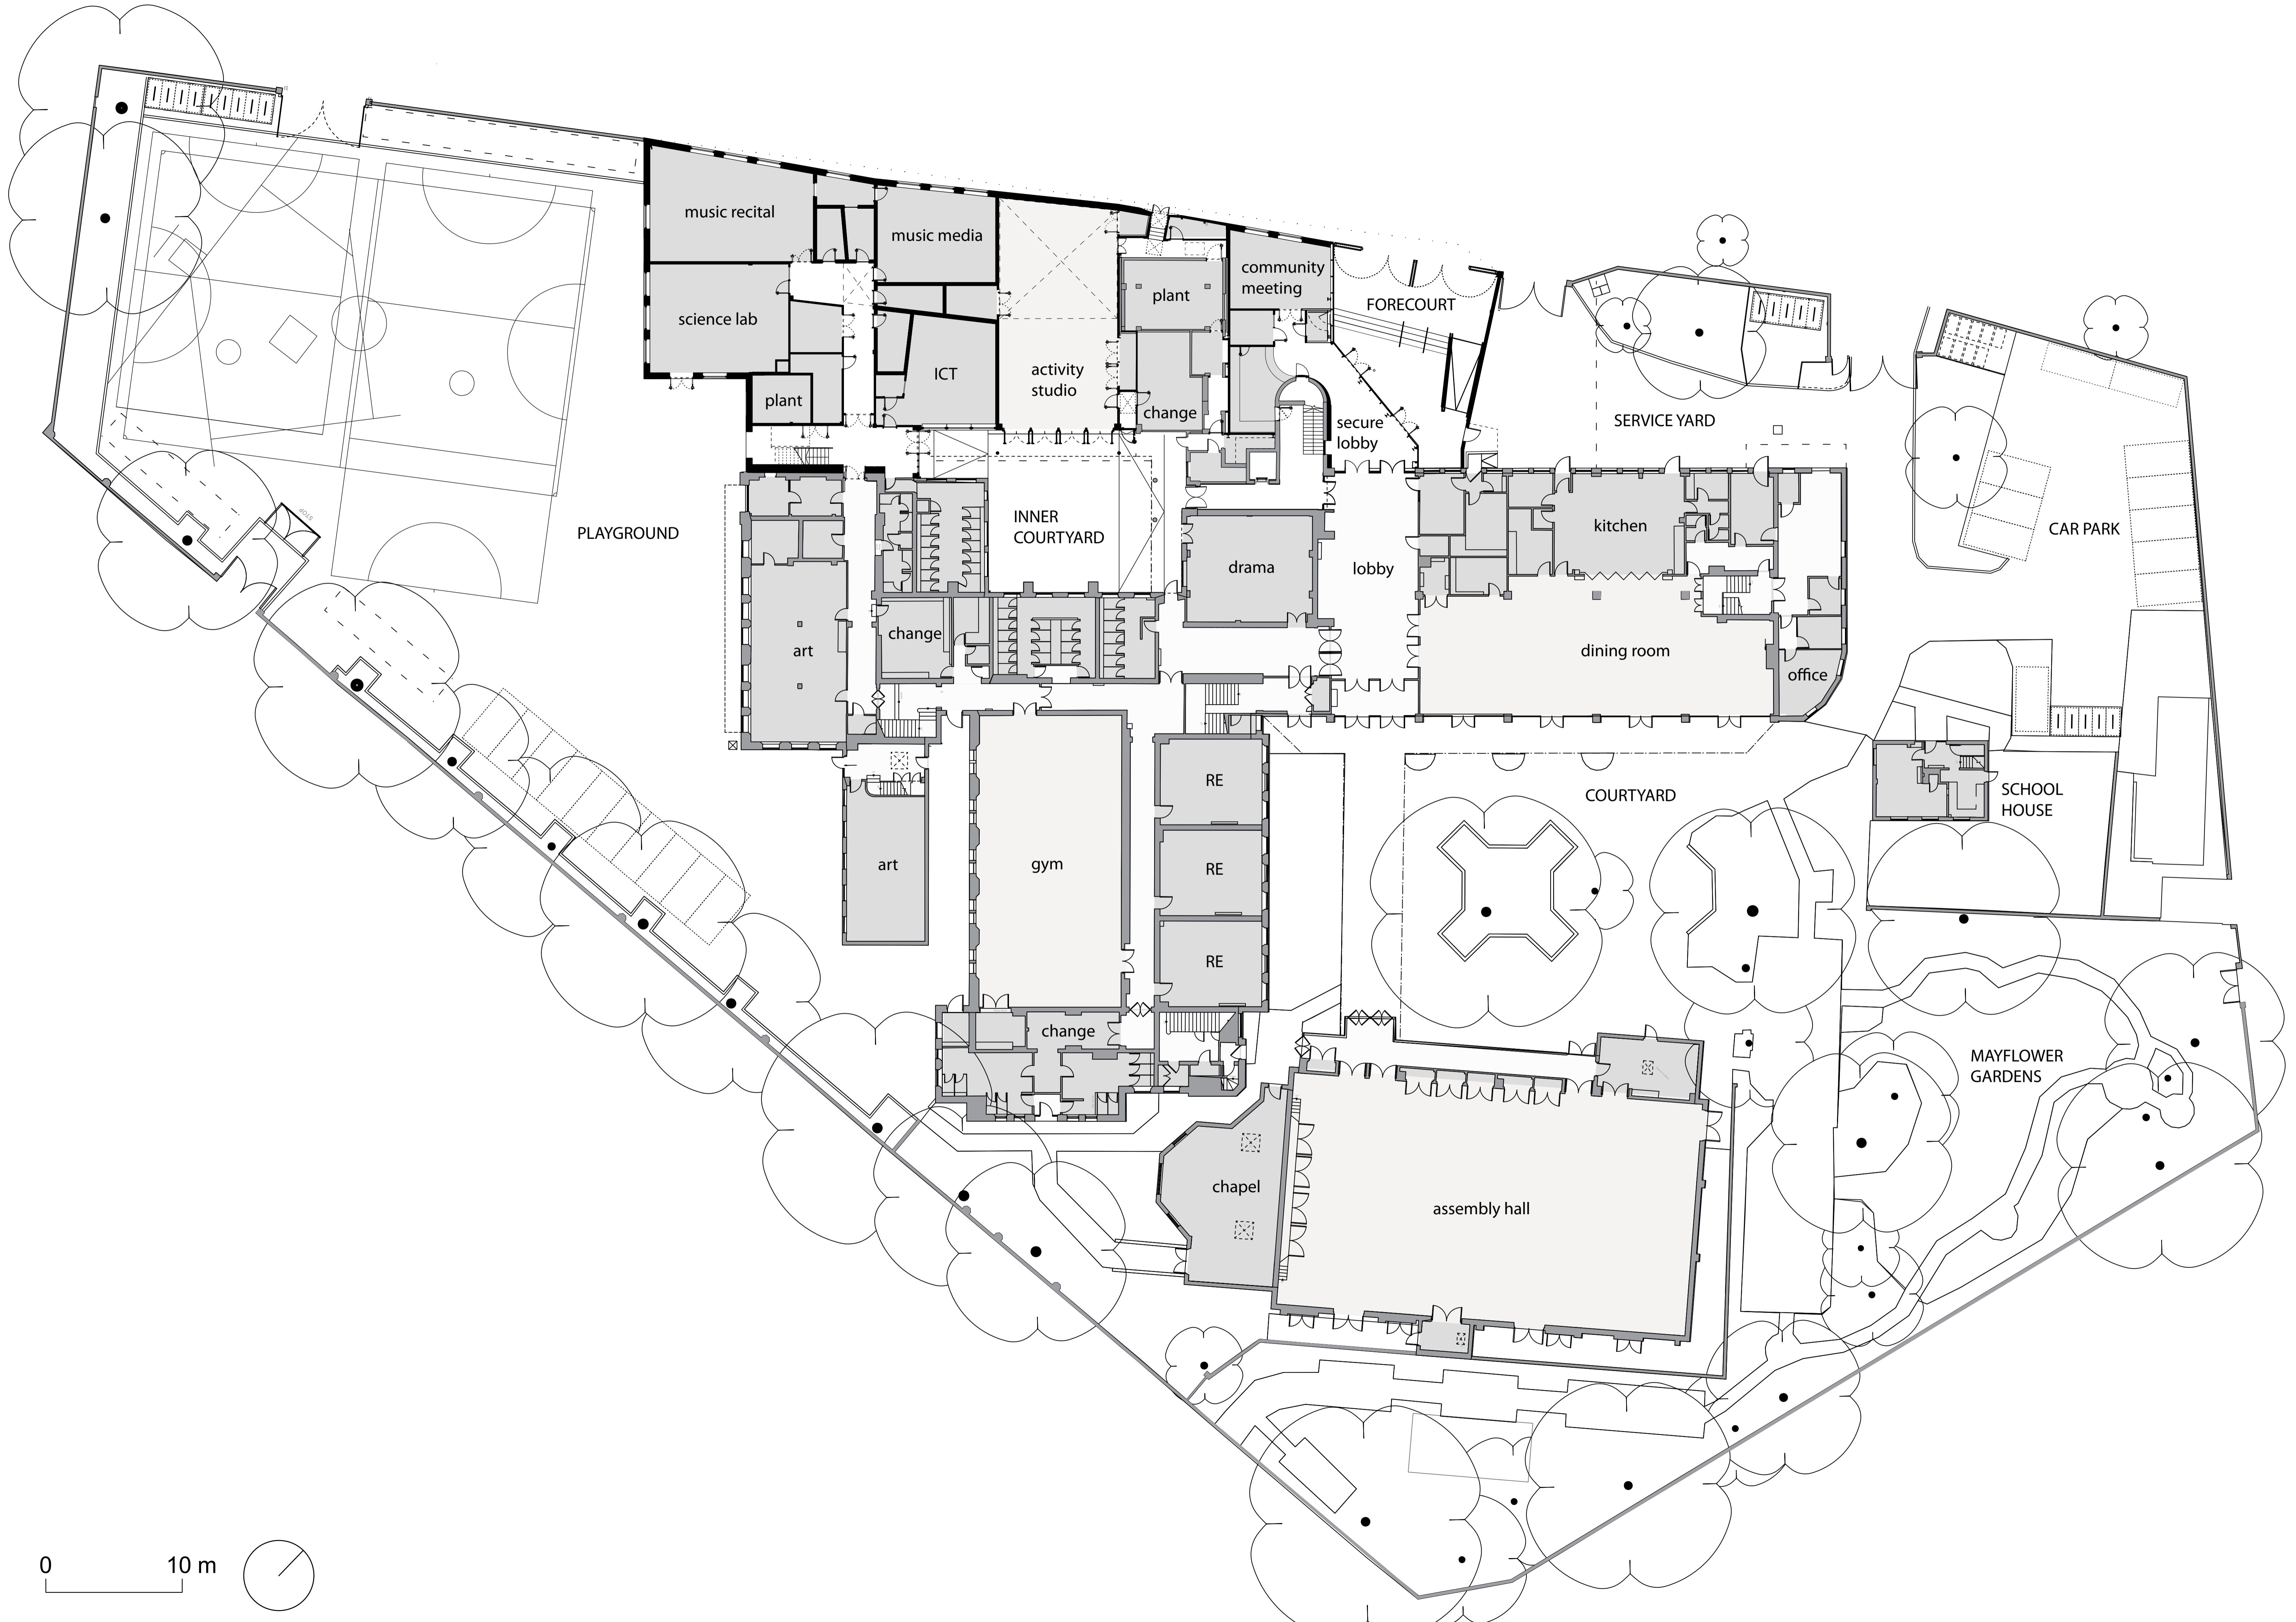 music recital
music media
community
meeting
plant
FORECOURT
science lab
ICT
activity
studio
plant
change
secure
lobby
SERVICE YARD
STOP
PLAYGROUND
INNER
COURTYARD
kitchen
CAR PARK
drama
lobby
change
art
dining room
office
RE
COURTYARD
SCHOOL
HOUSE
art
gym
RE
RE
change
MAYFLOWER
GARDENS
chapel
assembly hall
0 10 m